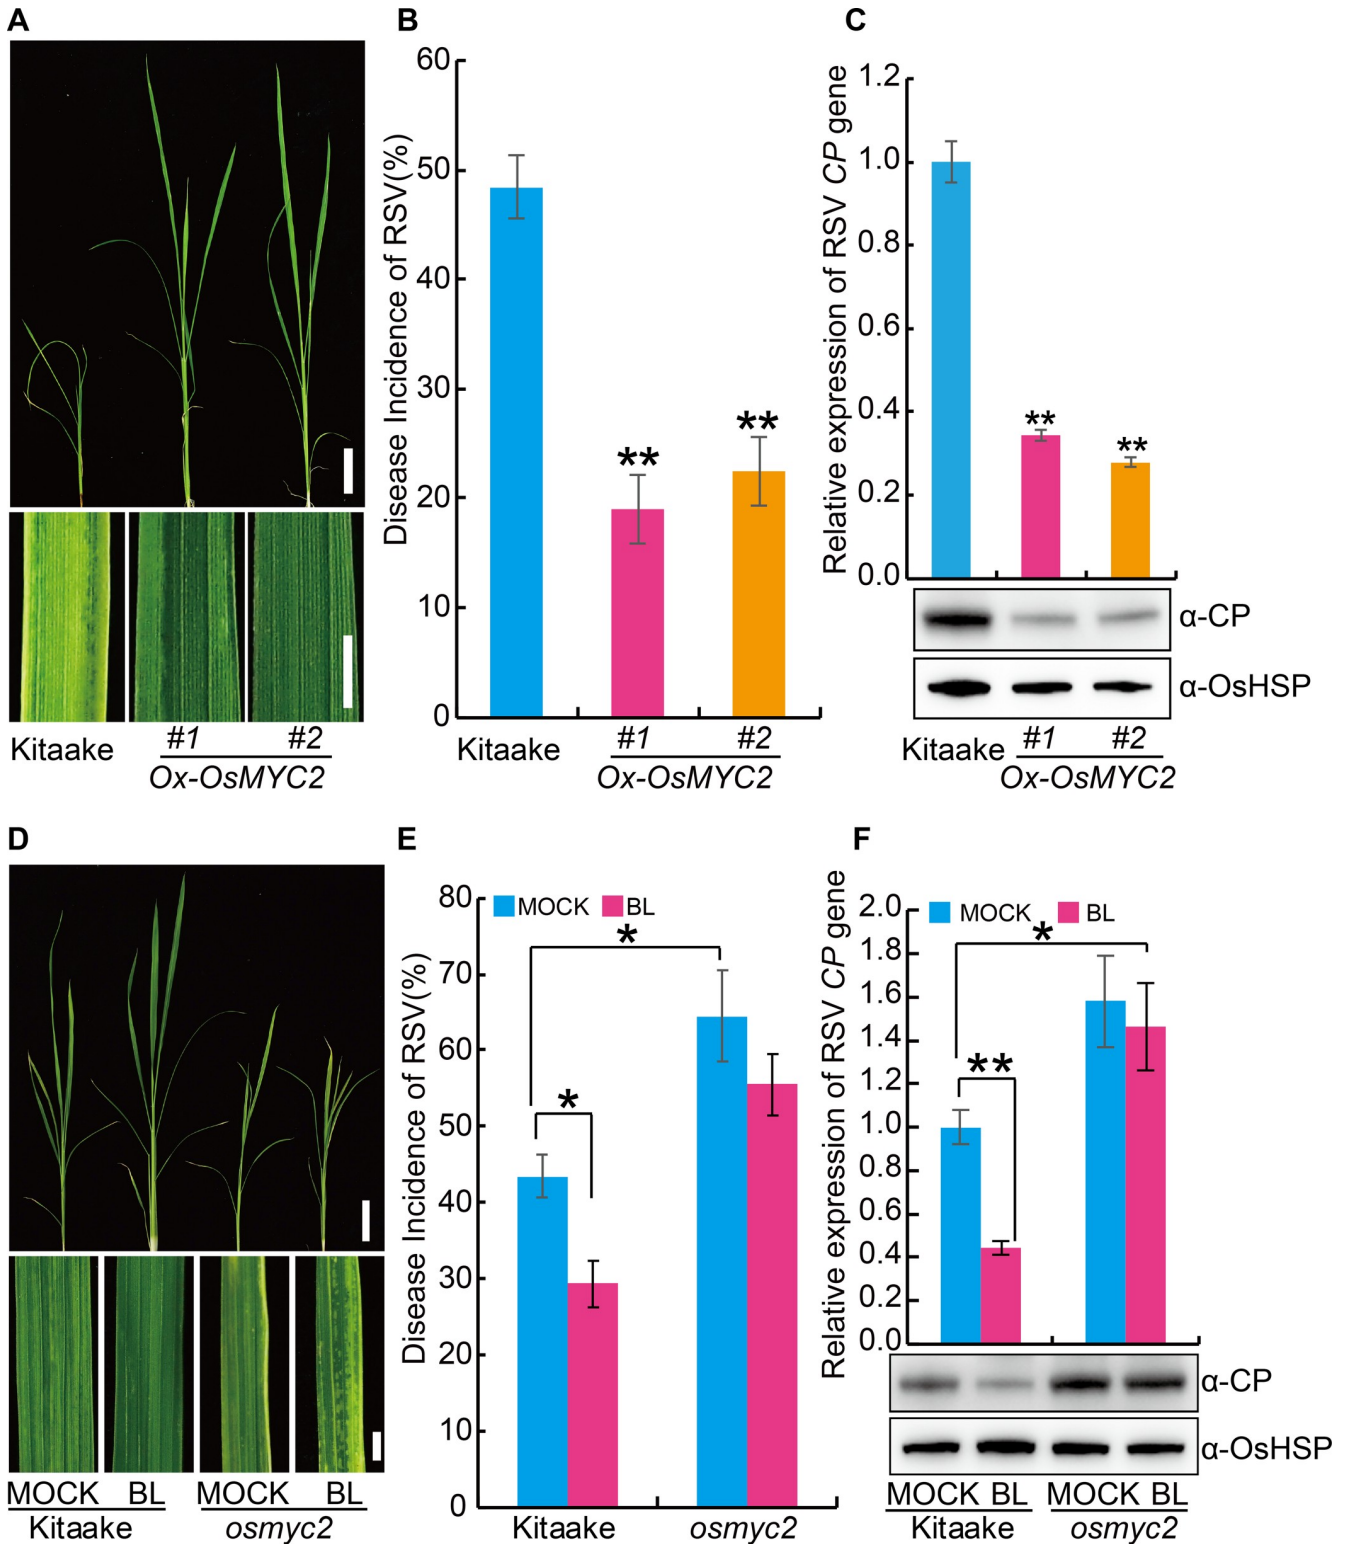 A
Kitaake
#1
#2
Ox-OsMYC2
B
Disease Incidence of RSV(%)
60
50
40
30
20
10
0
**
**
Kitaake
#1
#2
Ox-OsMYC2
C
Relative expression of RSV CP gene
1.2
1.0
0.8
0.6
0.4
0.2
0.0
**
**
α-CP
α-OsHSP
Kitaake
#1
#2
Ox-OsMYC2
D
MOCK BL MOCK BL
Kitaake osmyc2
E
Disease Incidence of RSV(%)
80
70
60
50
40
30
20
10
0
MOCK BL
*
*
Kitaake osmyc2
F
Relative expression of RSV CP gene
2.0
1.8
1.6
1.4
1.2
1.0
0.8
0.6
0.4
0.2
0.0
MOCK BL
*
**
α-CP
α-OsHSP
MOCK BL MOCK BL
Kitaake osmyc2